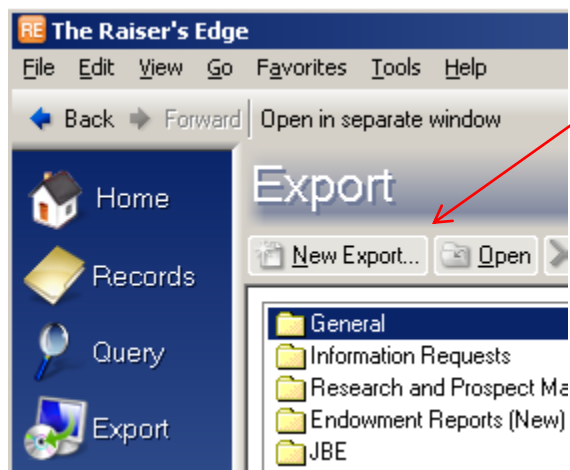 RE The Raiser's Edge
File Edit View Go Favorites Tools Help
Back Forward Open in separate window
Export
New Export... Open
Home
Records
Query
Export
General
Information Requests
Research and Prospect Ma
Endowment Reports (New)
JBE